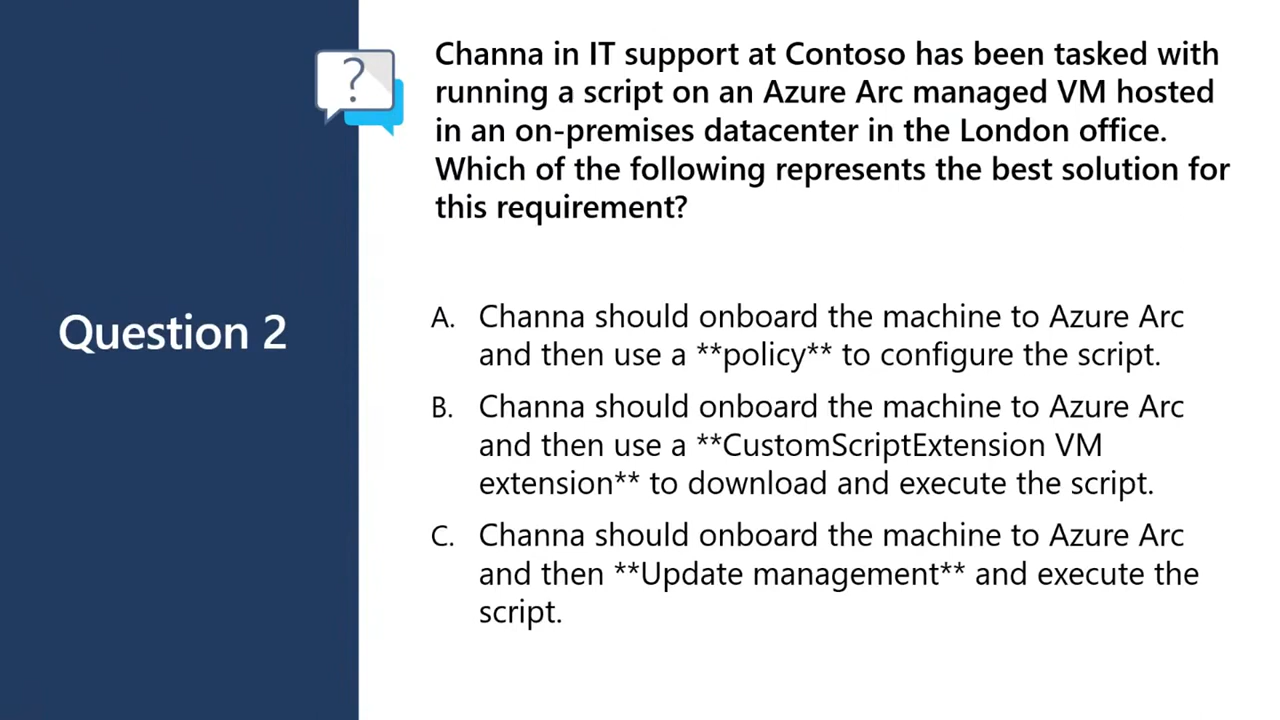 ?
Channa in IT support at Contoso has been tasked with
running a script on an Azure Arc managed VM hosted
in an on-premises datacenter in the London office.
Which of the following represents the best solution for
this requirement?
Question 2
A. Channa should onboard the machine to Azure Arc
and then use a **policy** to configure the script.
B. Channa should onboard the machine to Azure Arc
and then use a **CustomScriptExtension VM
extension** to download and execute the script.
C. Channa should onboard the machine to Azure Arc
and then **Update management** and execute the
script.